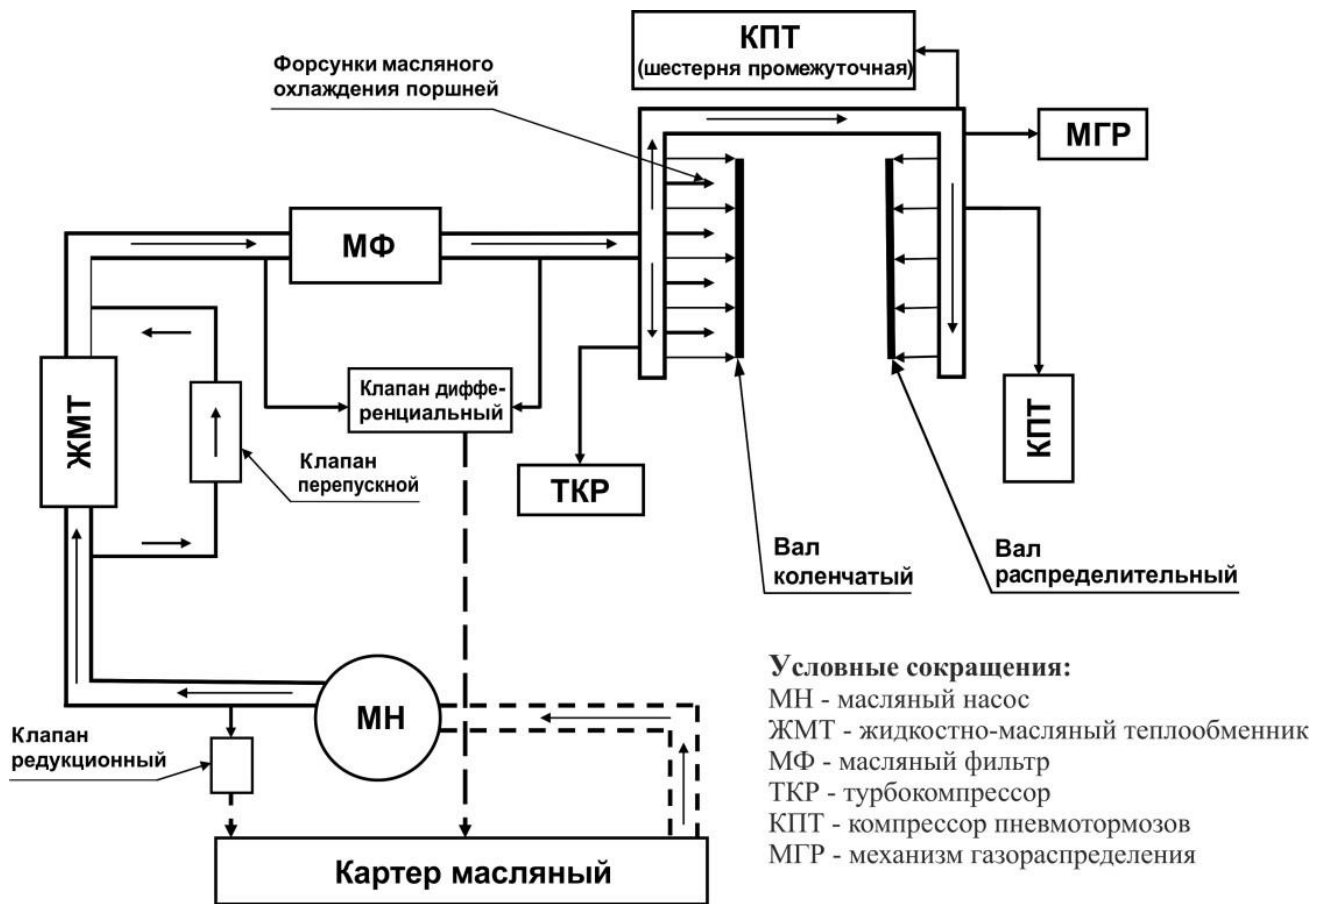 КПТ
(шестерня промежуточная)
Форсунки масляного
охлаждения поршней
МГР
МФ
Клапан диффе-
ренциальный
ЖМТ
Клапан
перепускной
ТКР
КПТ
Вал
коленчатый
Вал
распределительный
МН
Клапан
редукционный
Картер масляный
Условные сокращения:
МН - масляный насос
ЖМТ - жидкостно-масляный теплообменник
МФ - масляный фильтр
ТКР - турбокомпрессор
КПТ - компрессор пневмотормозов
МГР - механизм газораспределения